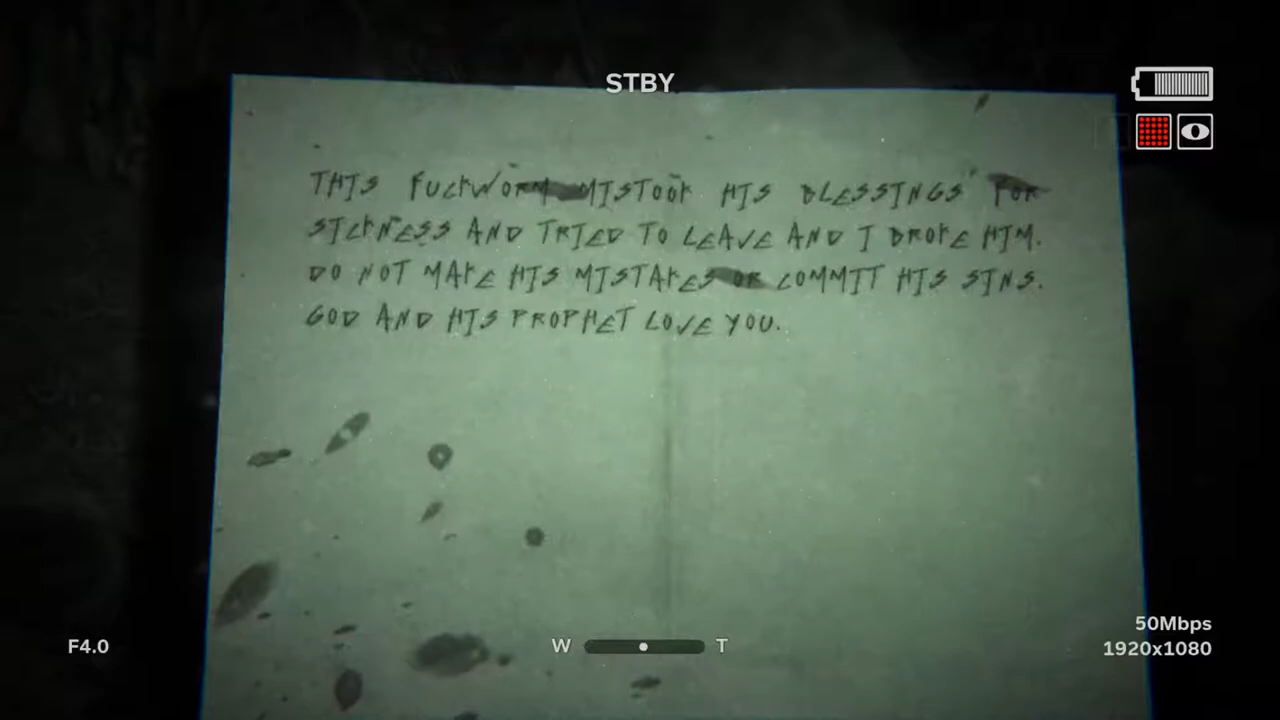 STBY
THIS FUCKWORM MISTOOK HIS BLESSINGS FOR
SICKNESS AND TRIED TO LEAVE AND I BROKE HIM.
DO NOT MAKE HIS MISTAKES OR COMMIT HIS SINS.
GOD AND HIS PROPHET LOVE YOU.
50Mbps
F4.0
W T
1920x1080